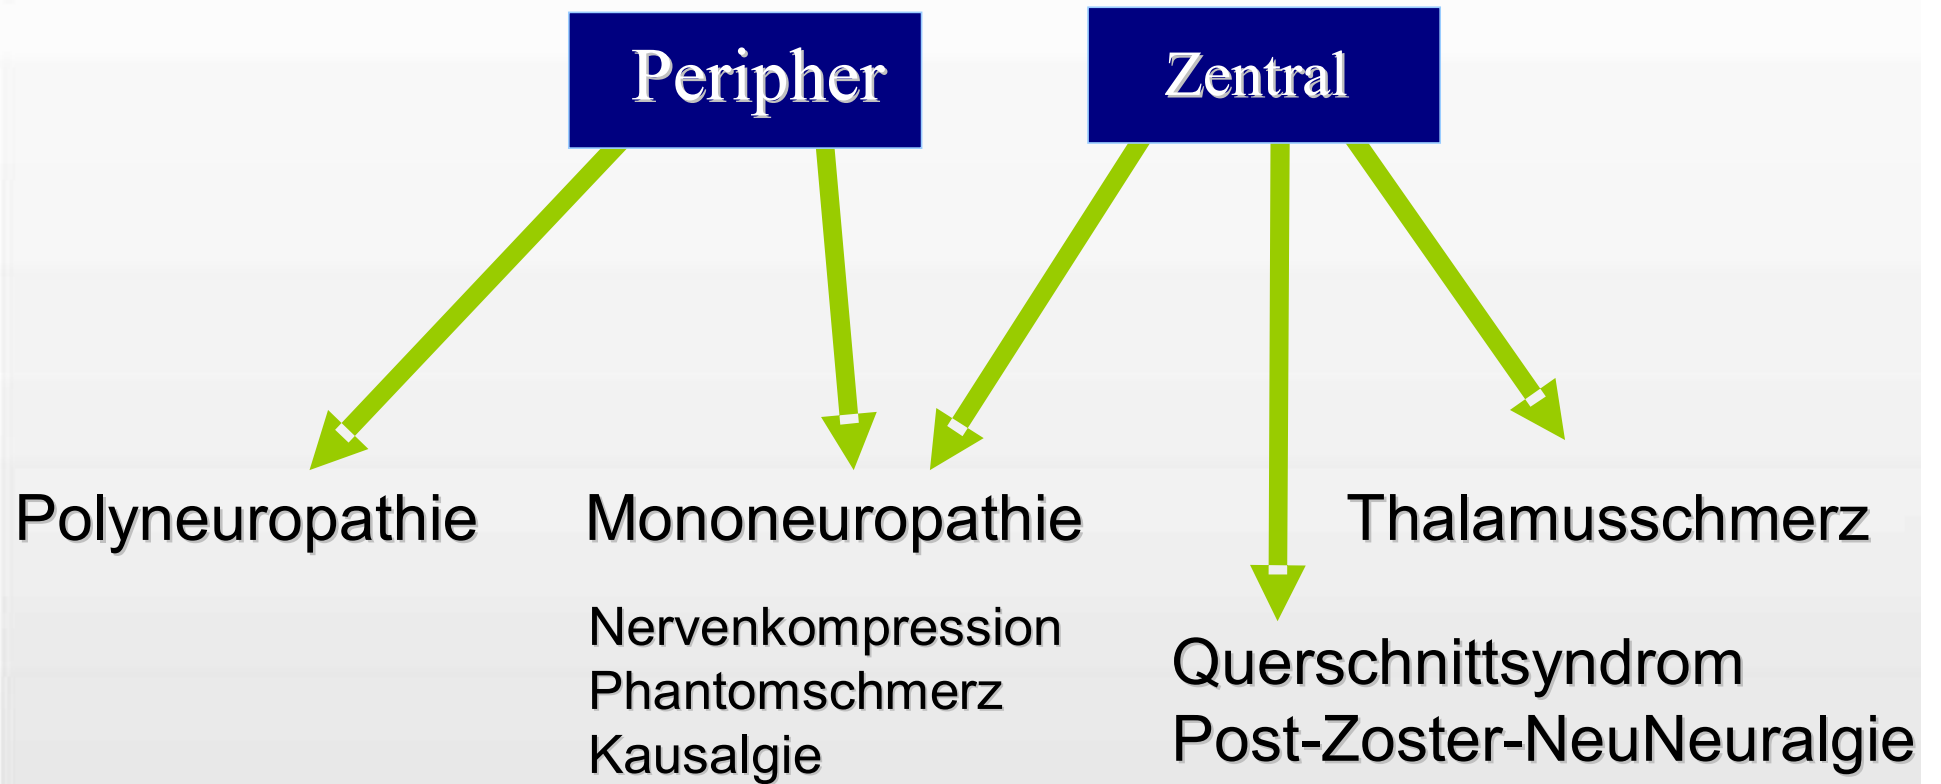 Peripher
Zentral
Polyneuropathie
Mononeuropathie
Thalamusschmerz
Nervenkompression
Phantomschmerz
Kausalgie
Querschnittsyndrom
Post-Zoster-NeuNeuralgie